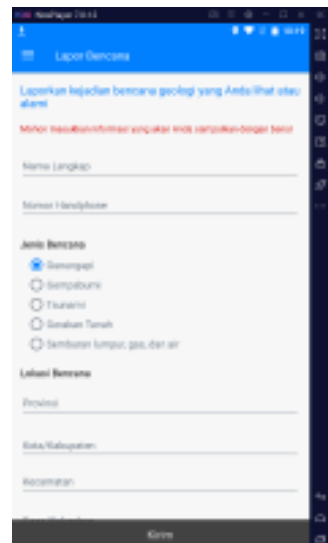 NoxPlayer
Lapor Bencana
Laporkan kejadian bencana geologi yang Anda lihat atau
alami
Mohon masukkan informasi yang akan Anda sampaikan dengan benar
Nama Lengkap
Nomor Handphone
Jenis Bencana
Gunungapi
Gempabumi
Tsunami
Gerakan Tanah
Semburan lumpur, gas, dan air
Lokasi Bencana
Provinsi
Kota/Kabupaten
Kecamatan
Kirim